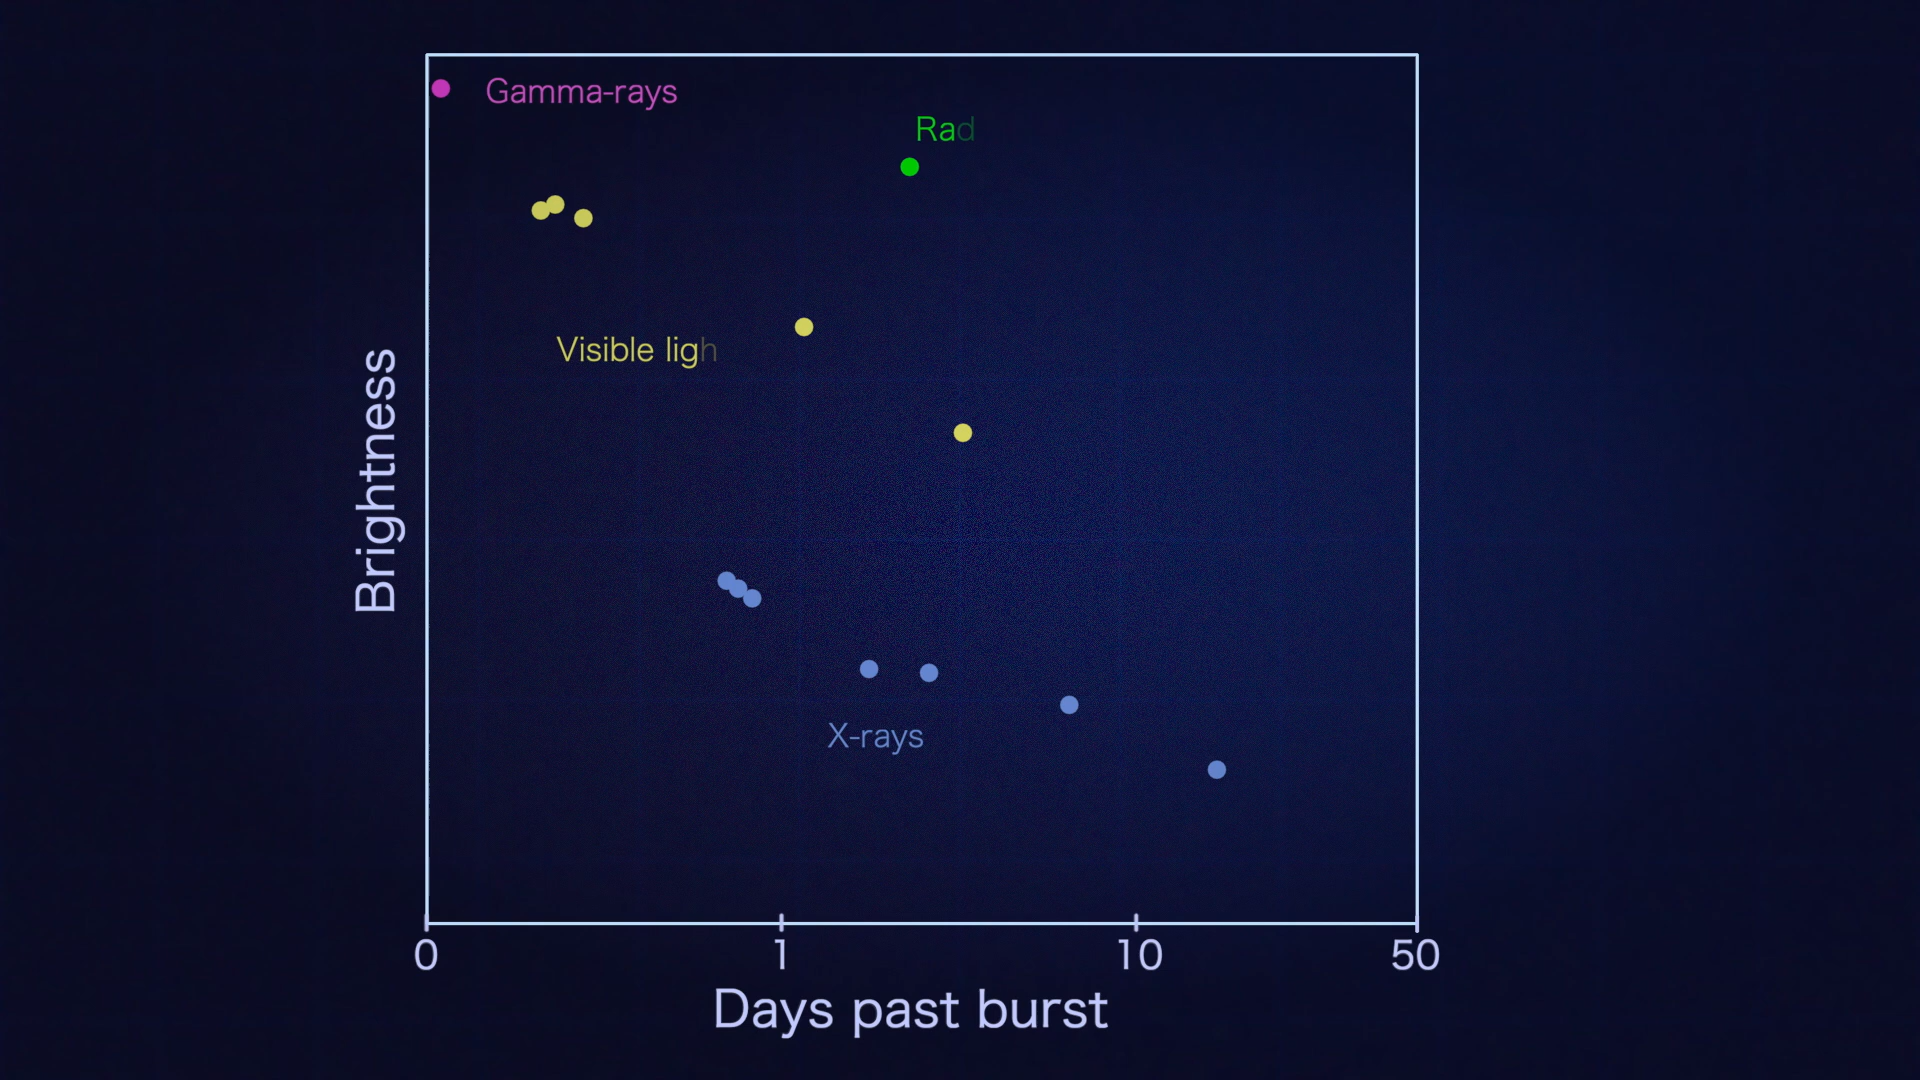 Gamma-rays
Rad
Visible ligh
Brightness
X-rays
0 1 10 50
Days past burst